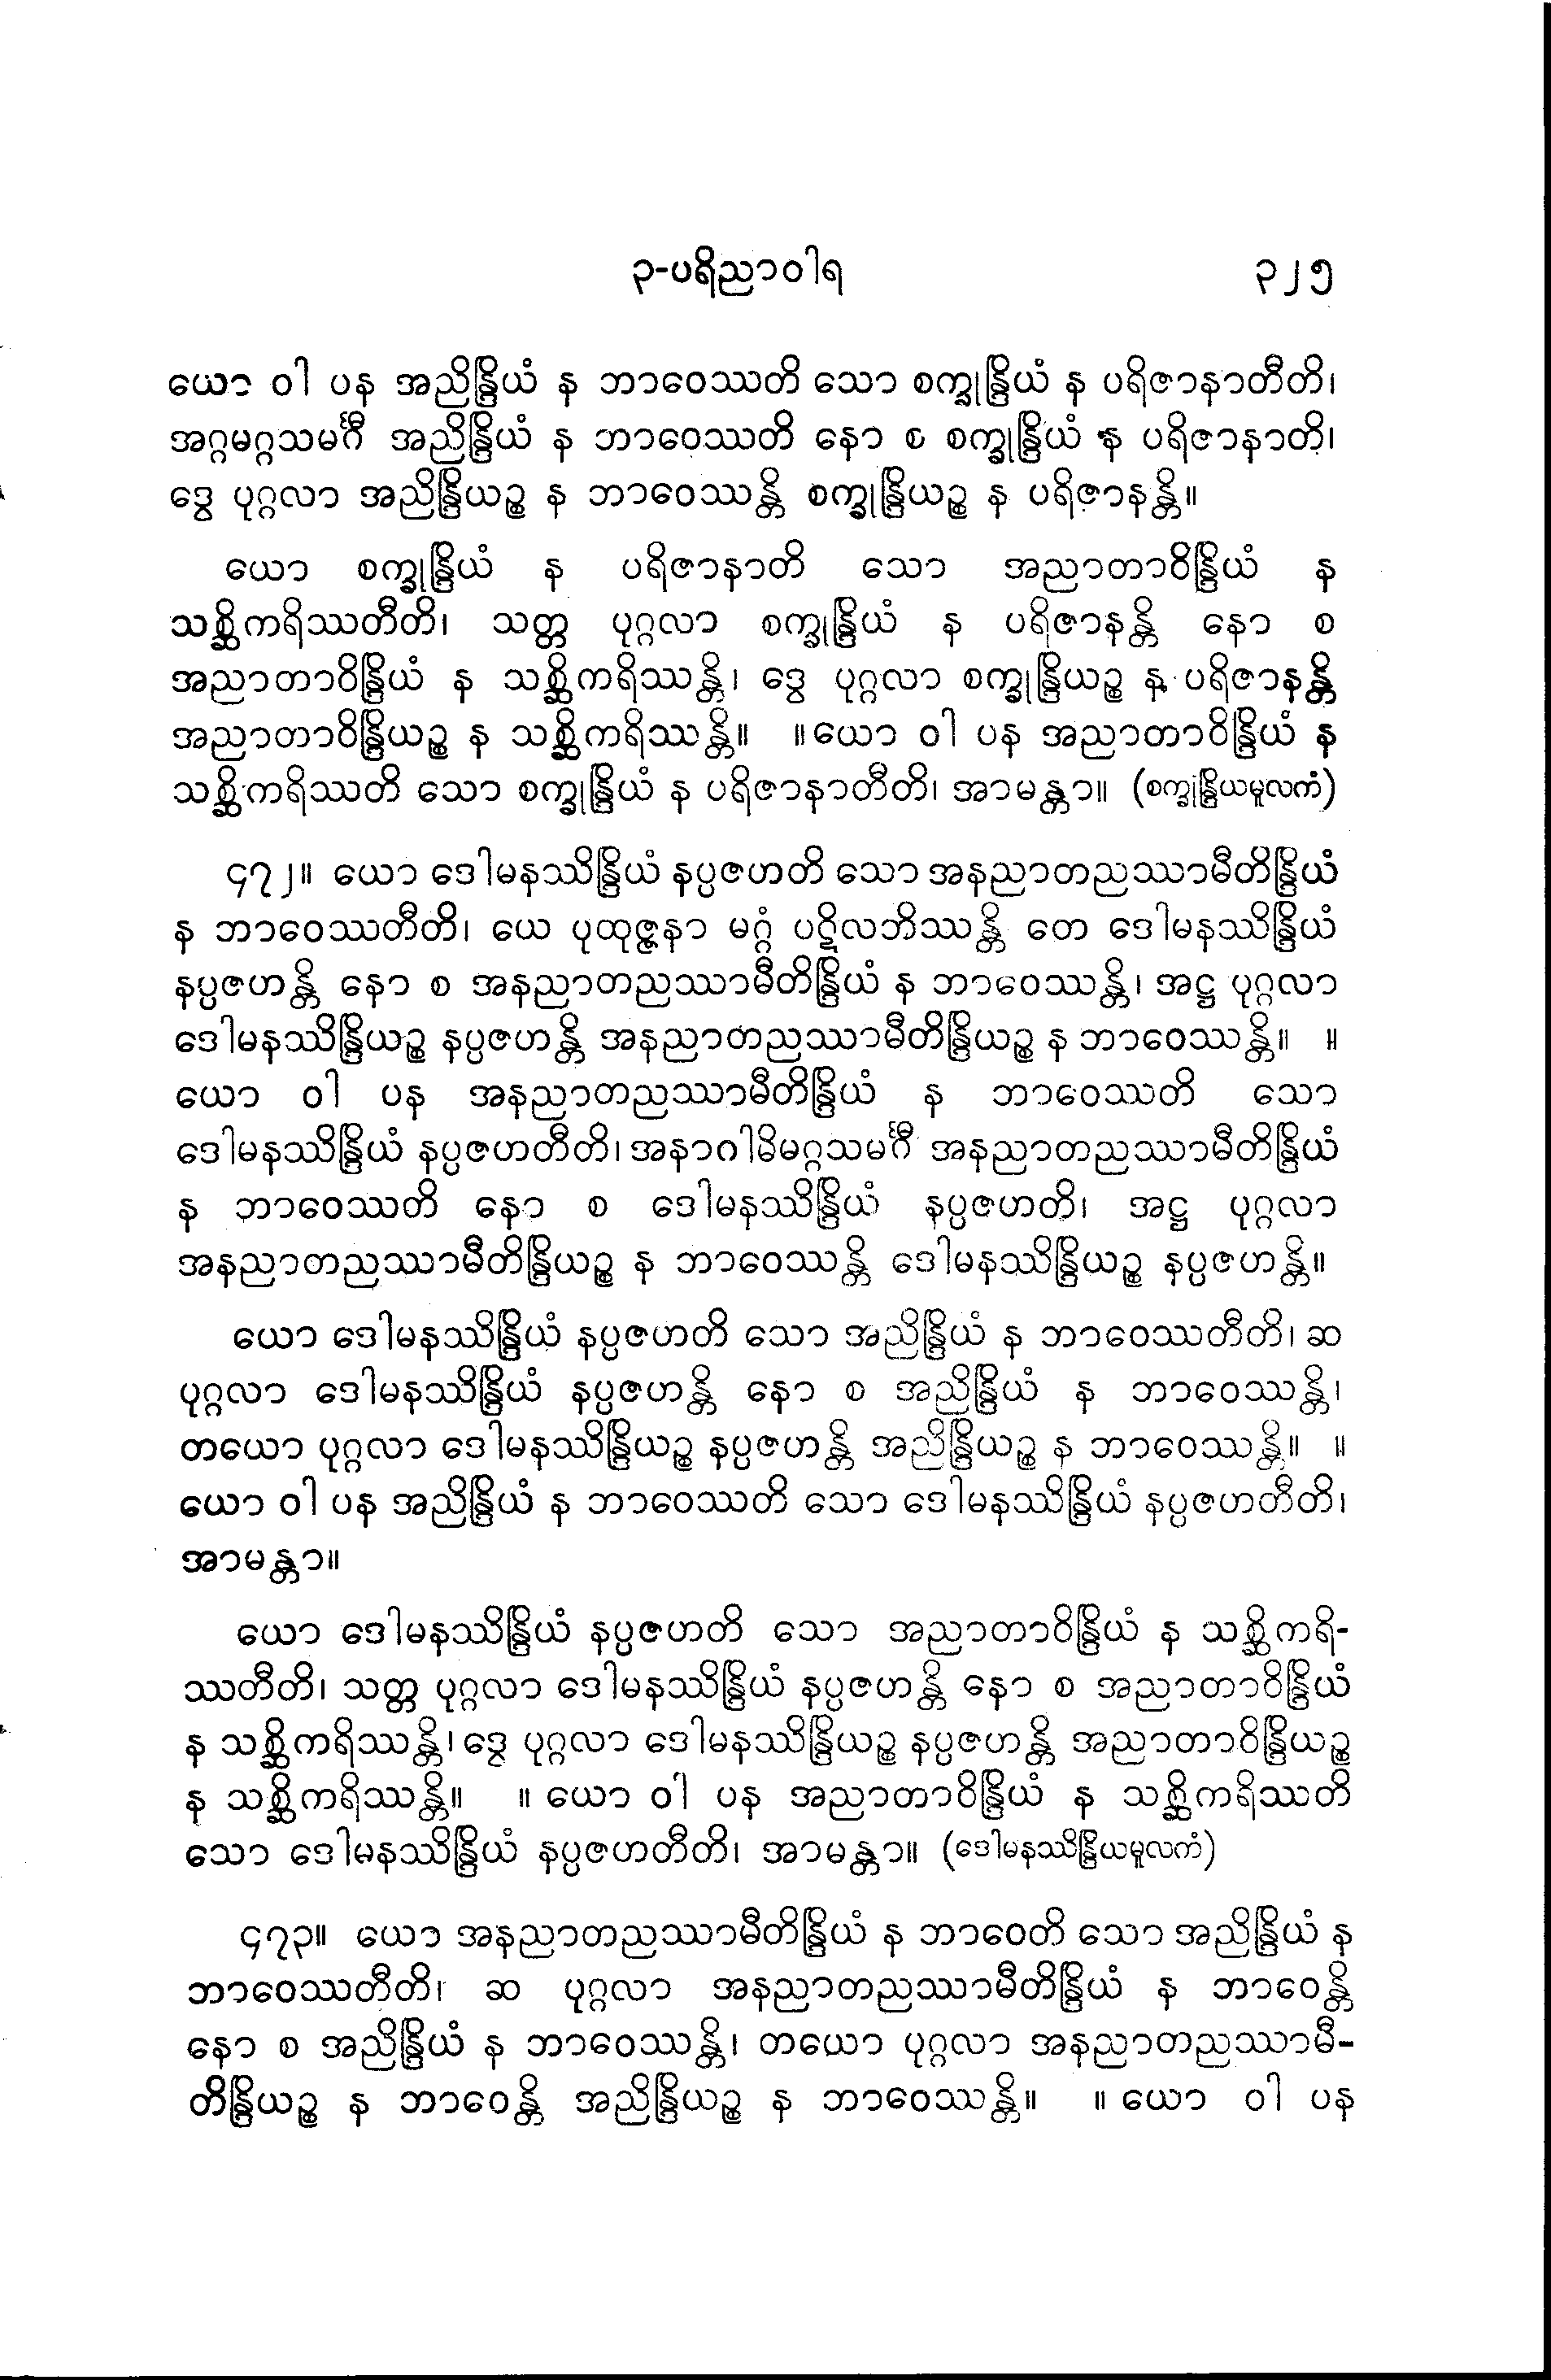 ၃-ပရိညာဝါရ ၃၂၅
ယော ဝါ ပန အညိန္ဒြိယံ န ဘာဝေဿတိ သော စက္ခုန္ဒြိယံ န ပရိဇာနာတီတိ၊
အဂ္ဂမဂ္ဂသမင်္ဂီ အညိန္ဒြိယံ န ဘာဝေဿတိ နော စ စက္ခုန္ဒြိယံ န ပရိဇာနာတိ၊
ဒွေ ပုဂ္ဂလာ အညိန္ဒြိယဉ္စ န ဘာဝေဿန္တိ စက္ခုန္ဒြိယဉ္စ န ပရိဇာနန္တိ။
ယော စက္ခုန္ဒြိယံ န ပရိဇာနာတိ သော အညာတာဝိန္ဒြိယံ န
သစ္ဆိကရိဿတီတိ၊ သတ္တ ပုဂ္ဂလာ စက္ခုန္ဒြိယံ န ပရိဇာနန္တိ နော စ
အညာတာဝိန္ဒြိယံ န သစ္ဆိကရိဿန္တိ၊ ဒွေ ပုဂ္ဂလာ စက္ခုန္ဒြိယဉ္စ န ပရိဇာနန္တိ
အညာတာဝိန္ဒြိယဉ္စ န သစ္ဆိကရိဿန္တိ။ ။ယော ဝါ ပန အညာတာဝိန္ဒြိယံ န
သစ္ဆိကရိဿတိ သော စက္ခုန္ဒြိယံ န ပရိဇာနာတီတိ၊ အာမန္တာ။ (စက္ခုန္ဒြိယမူလကံ)
၄၇၂။ ယော ဒေါမနဿိန္ဒြိယံ နပ္ပဇဟတိ သော အနညာတညဿာမီတိန္ဒြိယံ
န ဘာဝေဿတီတိ၊ ယေ ပုထုဇ္ဇနာ မဂ္ဂံ ပဋိလဘိဿန္တိ တေ ဒေါမနဿိန္ဒြိယံ
နပ္ပဇဟန္တိ နော စ အနညာတညဿာမီတိန္ဒြိယံ န ဘာဝေဿန္တိ၊ အဋ္ဌ ပုဂ္ဂလာ
ဒေါမနဿိန္ဒြိယဉ္စ နပ္ပဇဟန္တိ အနညာတညဿာမီတိန္ဒြိယဉ္စ န ဘာဝေဿန္တိ။ ။
ယော ဝါ ပန အနညာတညဿာမီတိန္ဒြိယံ န ဘာဝေဿတိ သော
ဒေါမနဿိန္ဒြိယံ နပ္ပဇဟတီတိ၊ အနာဂါမိမဂ္ဂသမင်္ဂီ အနညာတညဿာမီတိန္ဒြိယံ
န ဘာဝေဿတိ နော စ ဒေါမနဿိန္ဒြိယံ နပ္ပဇဟတိ၊ အဋ္ဌ ပုဂ္ဂလာ
အနညာတညဿာမီတိန္ဒြိယဉ္စ န ဘာဝေဿန္တိ ဒေါမနဿိန္ဒြိယဉ္စ နပ္ပဇဟန္တိ။
ယော ဒေါမနဿိန္ဒြိယံ နပ္ပဇဟတိ သော အညိန္ဒြိယံ န ဘာဝေဿတီတိ၊ ဆ
ပုဂ္ဂလာ ဒေါမနဿိန္ဒြိယံ နပ္ပဇဟန္တိ နော စ အညိန္ဒြိယံ န ဘာဝေဿန္တိ၊
တယော ပုဂ္ဂလာ ဒေါမနဿိန္ဒြိယဉ္စ နပ္ပဇဟန္တိ အညိန္ဒြိယဉ္စ န ဘာဝေဿန္တိ။ ။
ယော ဝါ ပန အညိန္ဒြိယံ န ဘာဝေဿတိ သော ဒေါမနဿိန္ဒြိယံ နပ္ပဇဟတီတိ၊
အာမန္တာ။
ယော ဒေါမနဿိန္ဒြိယံ နပ္ပဇဟတိ သော အညာတာဝိန္ဒြိယံ န သစ္ဆိကရိ-
ဿတီတိ၊ သတ္တ ပုဂ္ဂလာ ဒေါမနဿိန္ဒြိယံ နပ္ပဇဟန္တိ နော စ အညာတာဝိန္ဒြိယံ
န သစ္ဆိကရိဿန္တိ၊ ဒွေ ပုဂ္ဂလာ ဒေါမနဿိန္ဒြိယဉ္စ နပ္ပဇဟန္တိ အညာတာဝိန္ဒြိယဉ္စ
န သစ္ဆိကရိဿန္တိ။ ။ ယော ဝါ ပန အညာတာဝိန္ဒြိယံ န သစ္ဆိကရိဿတိ
သော ဒေါမနဿိန္ဒြိယံ နပ္ပဇဟတီတိ၊ အာမန္တာ။ (ဒေါမနဿိန္ဒြိယမူလကံ)
၄၇၃။ ယော အနညာတညဿာမီတိန္ဒြိယံ န ဘာဝေတိ သော အညိန္ဒြိယံ န
ဘာဝေဿတီတိ၊ ဆ ပုဂ္ဂလာ အနညာတညဿာမီတိန္ဒြိယံ န ဘာဝေန္တိ
နော စ အညိန္ဒြိယံ န ဘာဝေဿန္တိ၊ တယော ပုဂ္ဂလာ အနညာတညဿာမီ-
တိန္ဒြိယဉ္စ န ဘာဝေန္တိ အညိန္ဒြိယဉ္စ န ဘာဝေဿန္တိ။ ။ ယော ဝါ ပန